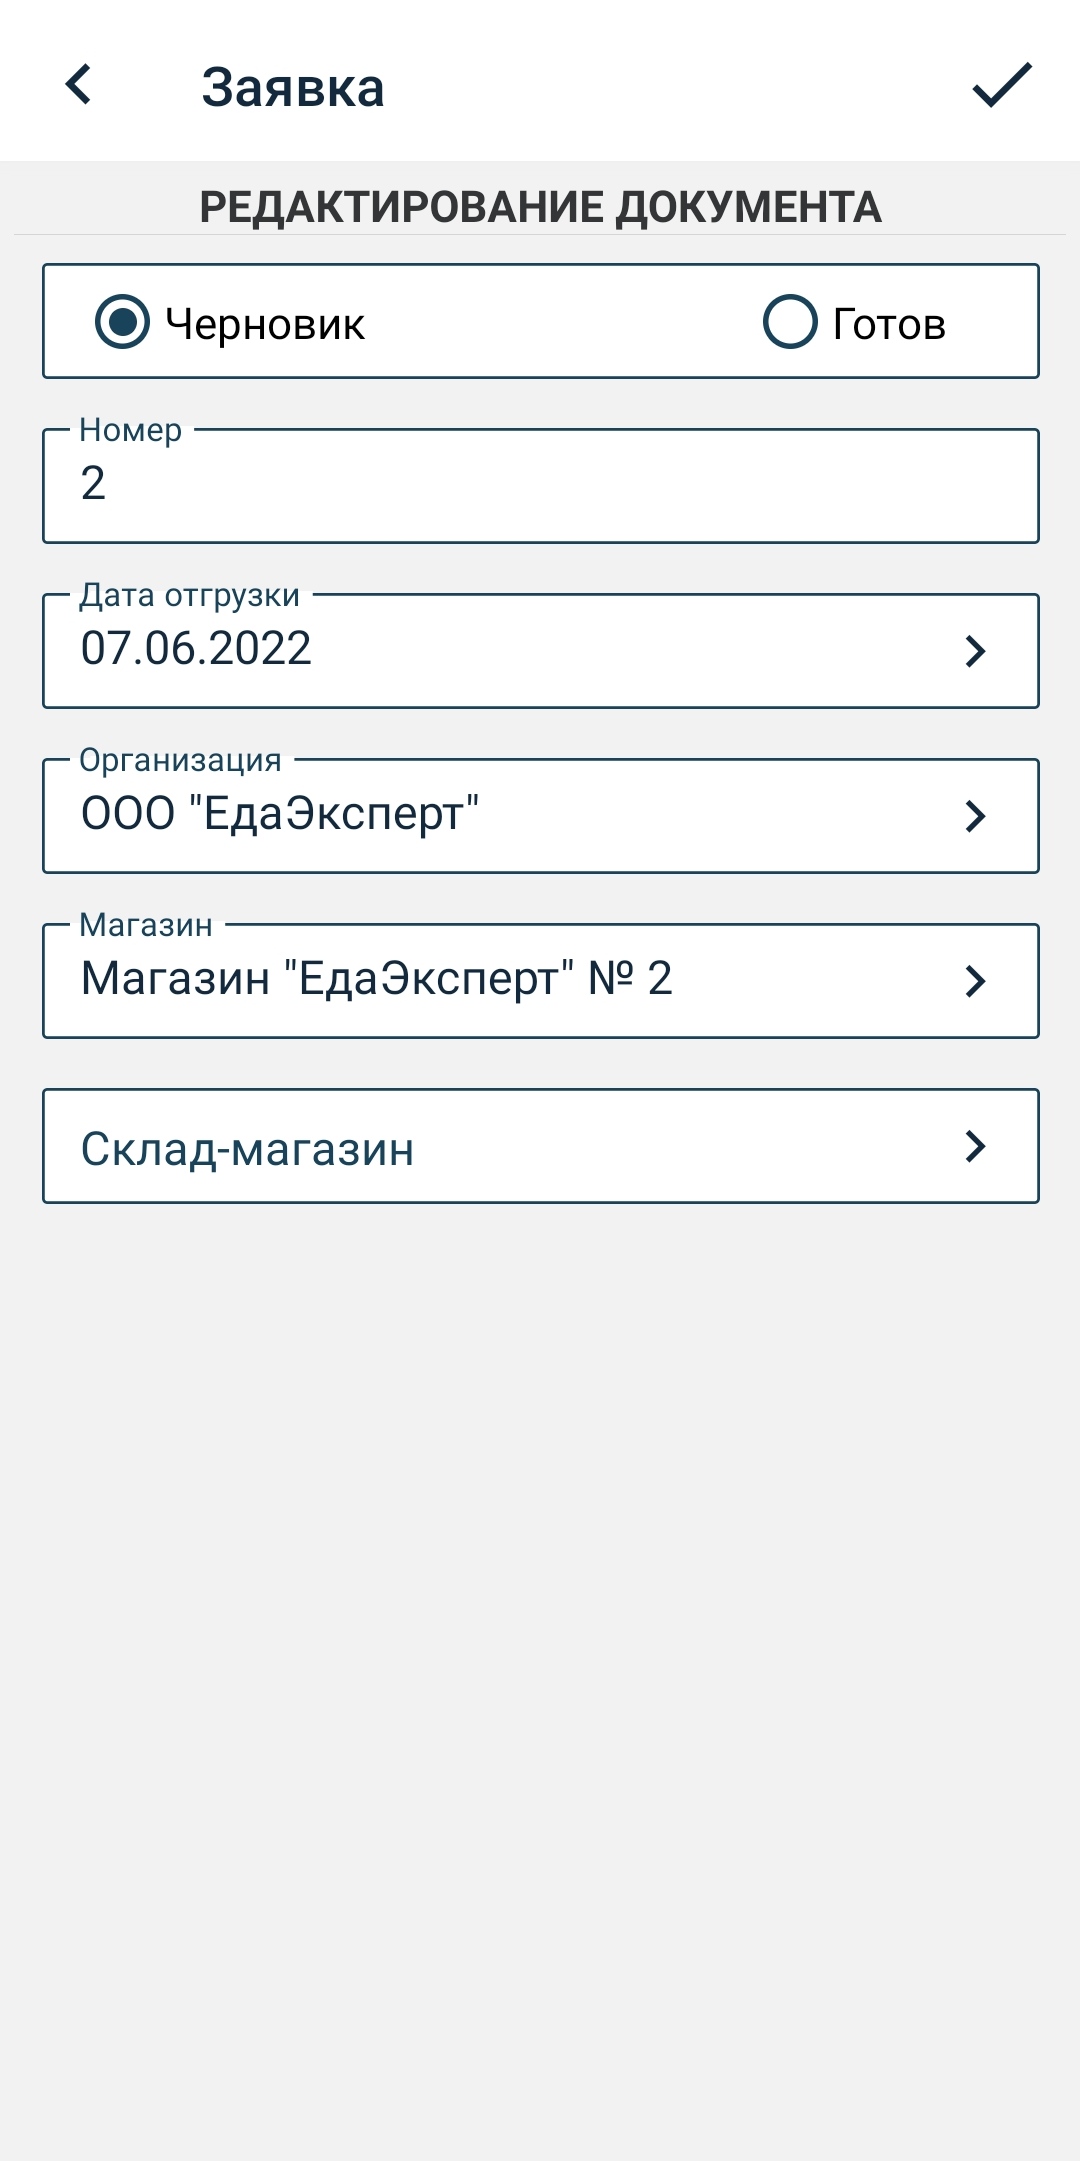 Заявка
РЕДАКТИРОВАНИЕ ДОКУМЕНТА
Черновик Готов
Номер
2
Дата отгрузки
07.06.2022
Организация
ООО "ЕдаЭксперт"
Магазин
Магазин "ЕдаЭксперт" № 2
Склад-магазин